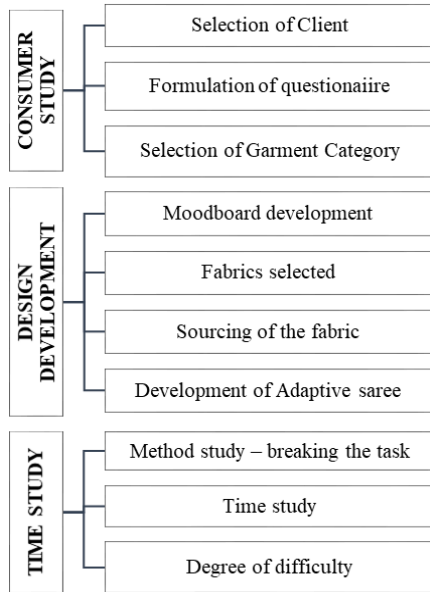 CONSUMER
STUDY
Selection of Client
Formulation of questionaiire
Selection of Garment Category
DESIGN
DEVELOPMENT
Moodboard development
Fabrics selected
Sourcing of the fabric
Development of Adaptive saree
TIME STUDY
Method study – breaking the task
Time study
Degree of difficulty